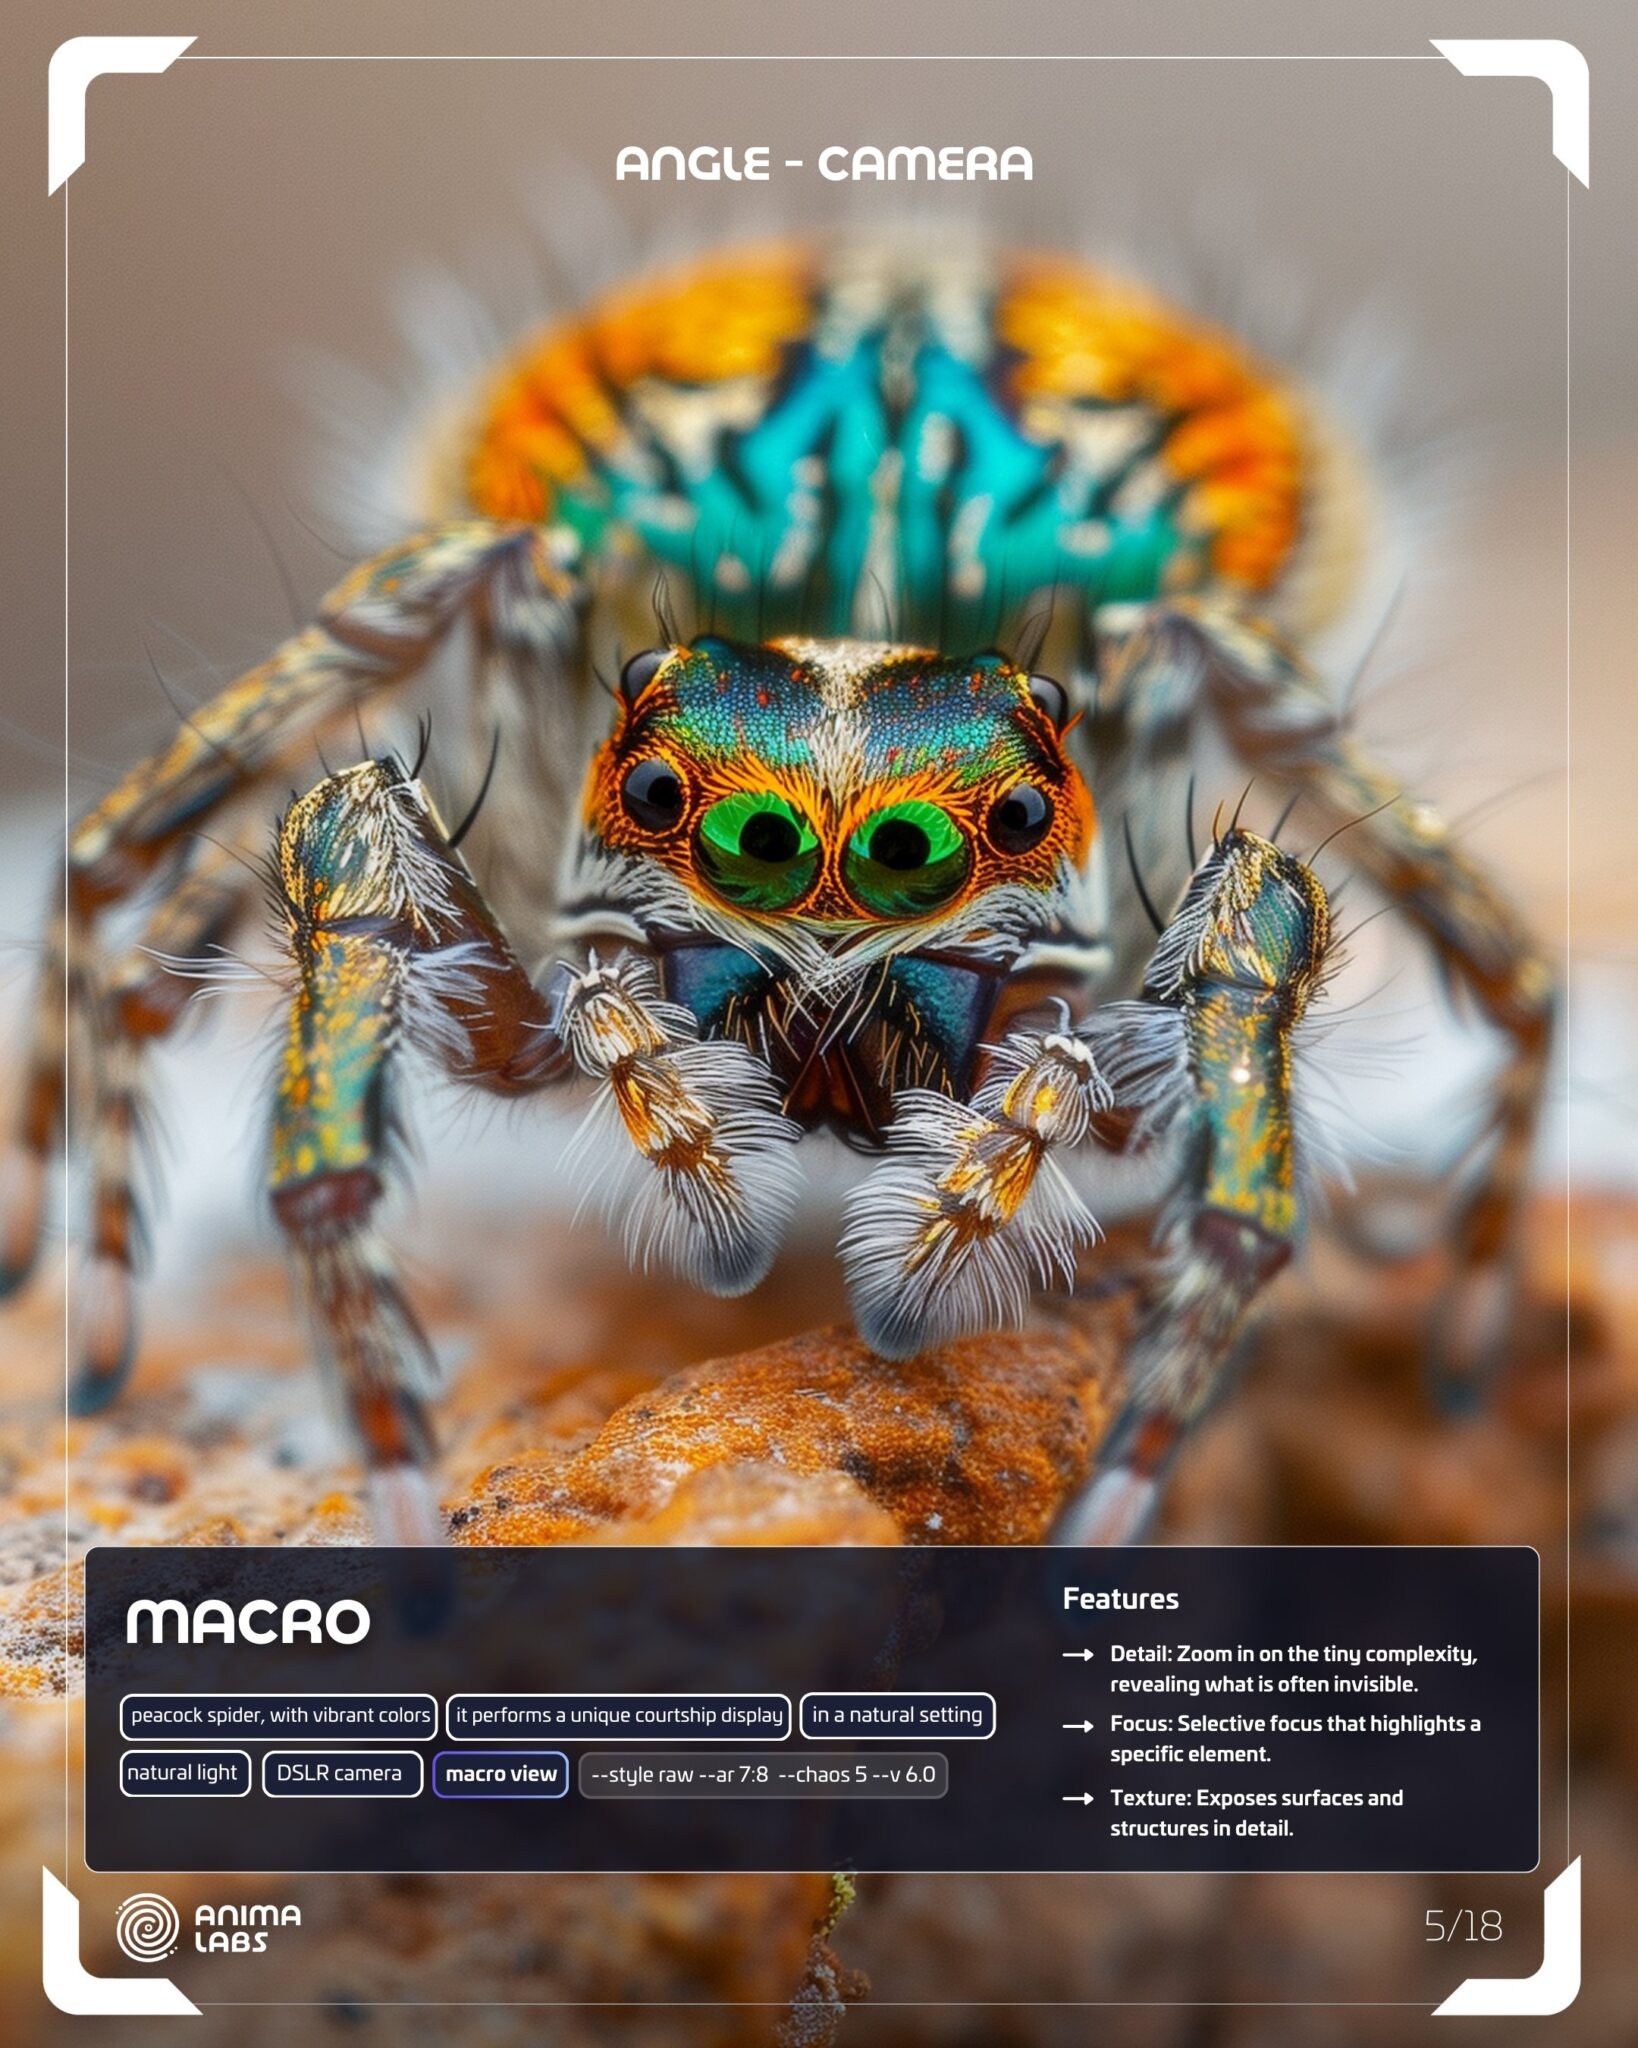 ANGLE - CAMERA
MACRO
peacock spider, with vibrant colors
it performs a unique courtship display
in a natural setting
natural light
DSLR camera
macro view
--style raw --ar 7:8 --chaos 5 --v 6.0
Features
Detail: Zoom in on the tiny complexity,
revealing what is often invisible.
Focus: Selective focus that highlights a
specific element.
Texture: Exposes surfaces and
structures in detail.
ANIMA
LABS
5/18